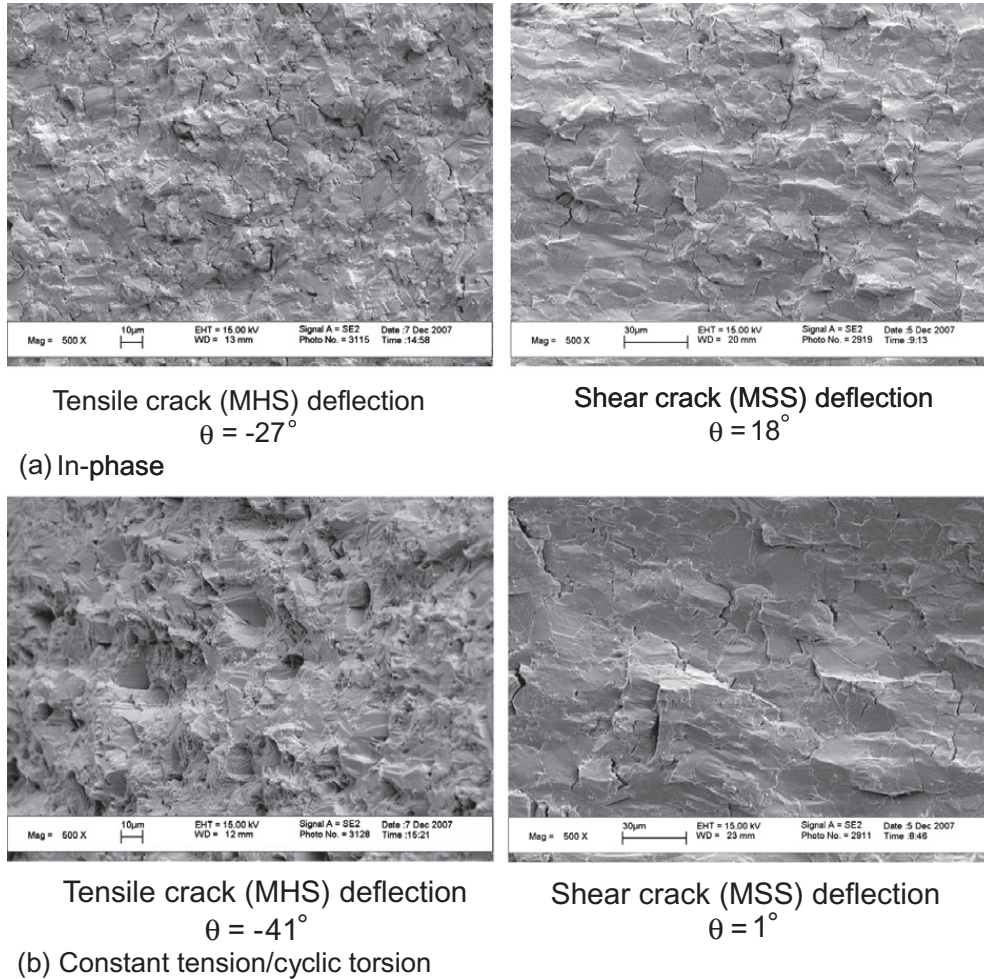 Mag = 500 X 10µm EHT = 15.00 kV WD = 13 mm Signal A = SE2 Photo No. = 3115 Date :7 Dec 2007 Time :14:58
Mag = 500 X 30µm EHT = 15.00 kV WD = 20 mm Signal A = SE2 Photo No. = 2919 Date :5 Dec 2007 Time :9:13
Tensile crack (MHS) deflection
θ = -27°
Shear crack (MSS) deflection
θ = 18°
(a) In-phase
Mag = 500 X 10µm EHT = 15.00 kV WD = 12 mm Signal A = SE2 Photo No. = 3128 Date :7 Dec 2007 Time :15:21
Mag = 500 X 30µm EHT = 15.00 kV WD = 23 mm Signal A = SE2 Photo No. = 2911 Date :5 Dec 2007 Time :8:46
Tensile crack (MHS) deflection
θ = -41°
Shear crack (MSS) deflection
θ = 1°
(b) Constant tension/cyclic torsion